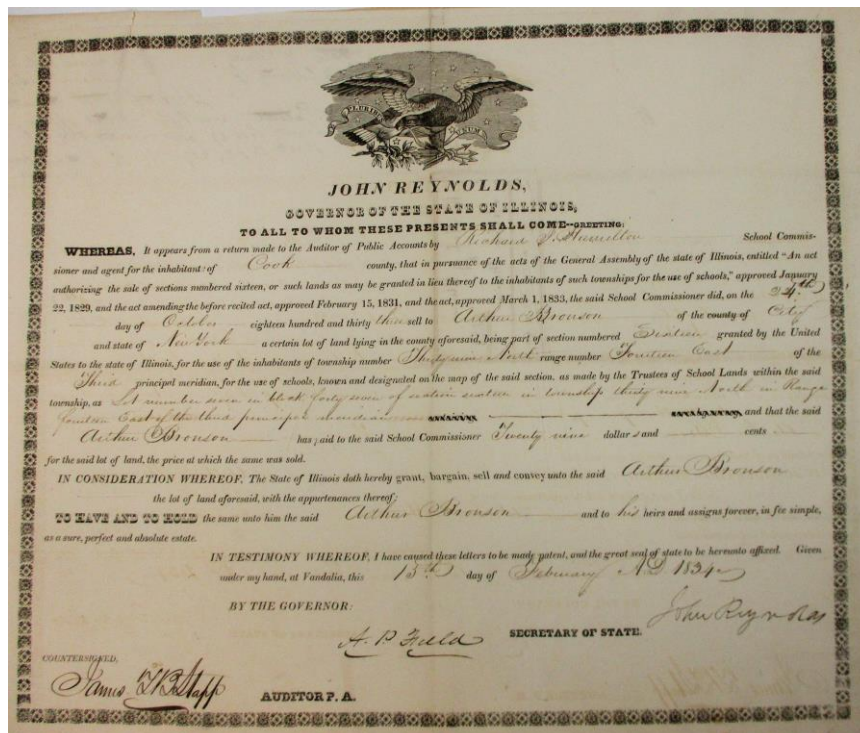 E PLURIBUS UNUM
JOHN REYNOLDS,
GOVERNOR OF THE STATE OF ILLINOIS,
TO ALL TO WHOM THESE PRESENTS SHALL COME--GREETING:
WHEREAS, It appears from a return made to the Auditor of Public Accounts by Richard J. Hamilton School Commis-
sioner and agent for the inhabitants of Cook county, that in pursuance of the acts of the General Assembly of the state of Illinois, entitled "An act
authorizing the sale of sections numbered sixteen, or such lands as may be granted in lieu thereof to the inhabitants of such townships for the use of schools," approved January
22, 1829, and the act amending the before recited act, approved February 15, 1831, and the act, approved March 1, 1833, the said School Commissioner did, on the 24th
day of October eighteen hundred and thirty three sell to Arthur Bronson of the county of City
and state of New York a certain lot of land lying in the county aforesaid, being part of section numbered Sixteen granted by the United
States to the state of Illinois, for the use of the inhabitants of township number Thirty nine North range number Fourteen East of the
Third principal meridian, for the use of schools, known and designated on the map of the said section, as made by the Trustees of School Lands within the said
township, as Lot number seven in block forty seven of section sixteen in township thirty nine North in Range
fourteen East of the third principal meridian and that the said
Arthur Bronson has paid to the said School Commissioner Twenty nine dollars and cents
for the said lot of land, the price at which the same was sold.
IN CONSIDERATION WHEREOF, The State of Illinois doth hereby grant, bargain, sell and convey unto the said Arthur Bronson
the lot of land aforesaid, with the appurtenances thereof;
TO HAVE AND TO HOLD the same unto him the said Arthur Bronson and to his heirs and assigns forever, in fee simple,
as a sure, perfect and absolute estate.
IN TESTIMONY WHEREOF, I have caused these letters to be made patent, and the great seal of state to be hereunto affixed. Given
under my hand, at Vandalia, this 15th day of February AD 1834
BY THE GOVERNOR:
John Reynolds
A. P. Field SECRETARY OF STATE.
COUNTERSIGNED,
James T B Stapp AUDITOR P. A.